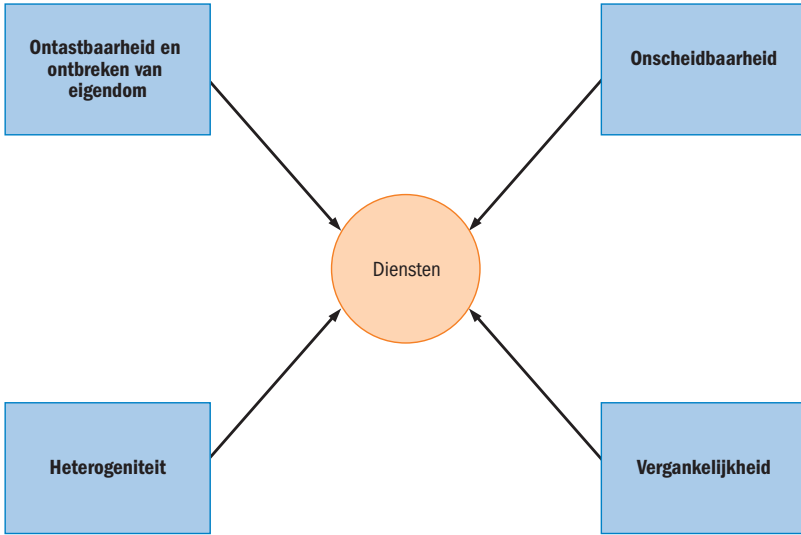 Ontastbaarheid en
ontbreken van
eigendom
Onscheidbaarheid
Diensten
Heterogeniteit
Vergankelijkheid